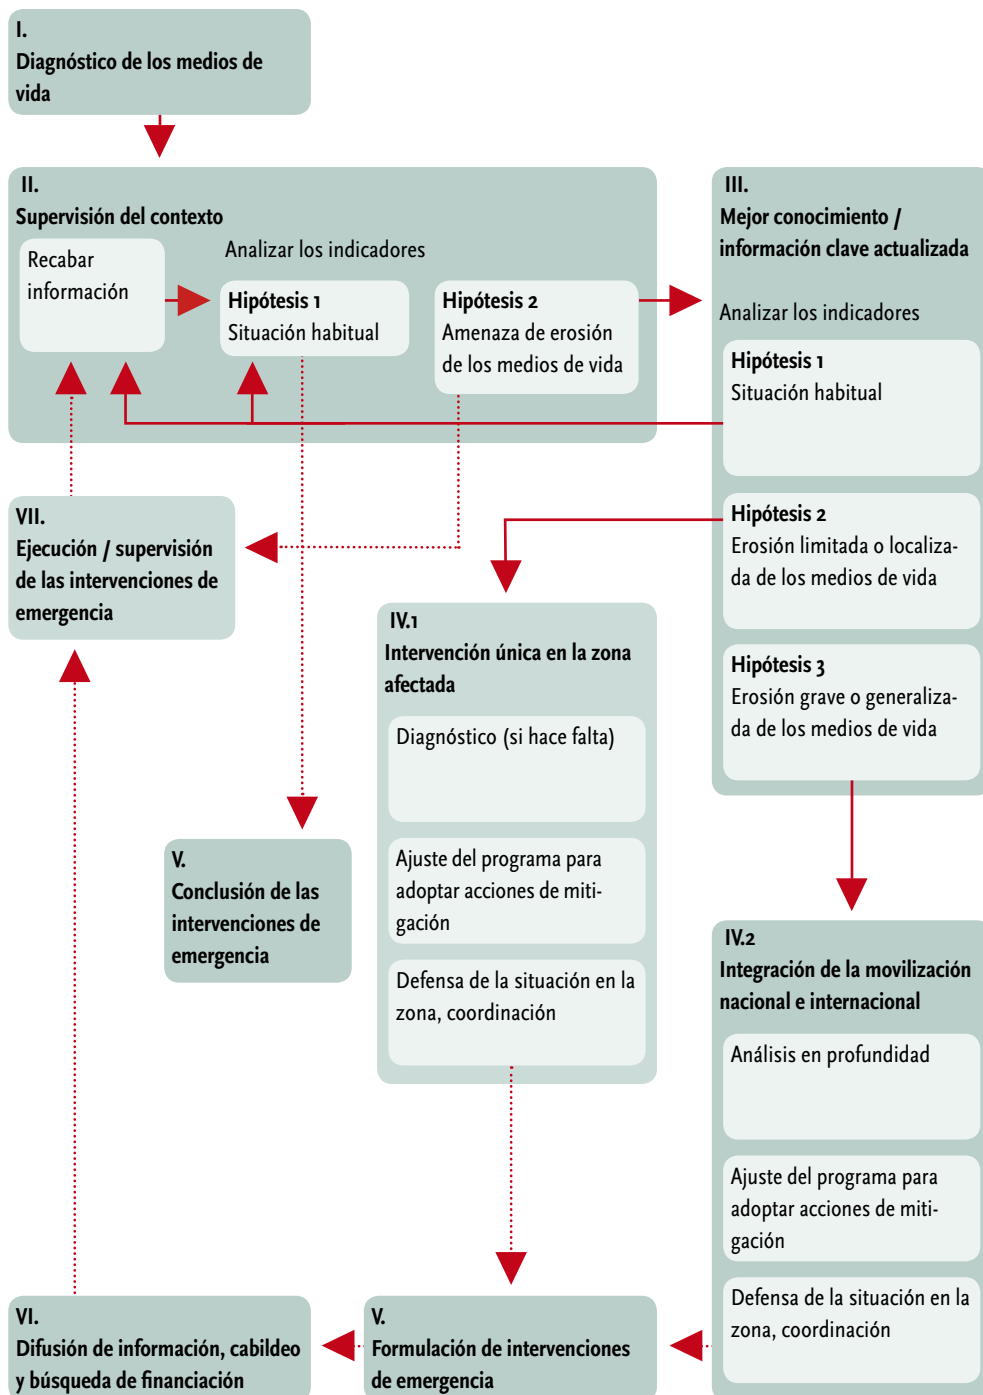 I.
Diagnóstico de los medios de
vida
II.
Supervisión del contexto
Recabar
información
Analizar los indicadores
Hipótesis 1
Situación habitual
Hipótesis 2
Amenaza de erosión
de los medios de vida
III.
Mejor conocimiento /
información clave actualizada
Analizar los indicadores
Hipótesis 1
Situación habitual
Hipótesis 2
Erosión limitada o localiza-
da de los medios de vida
Hipótesis 3
Erosión grave o generaliza-
da de los medios de vida
VII.
Ejecución / supervisión
de las intervenciones de
emergencia
IV.1
Intervención única en la zona
afectada
Diagnóstico (si hace falta)
Ajuste del programa para
adoptar acciones de miti-
gación
Defensa de la situación en la
zona, coordinación
V.
Conclusión de las
intervenciones de
emergencia
IV.2
Integración de la movilización
nacional e internacional
Análisis en profundidad
Ajuste del programa para
adoptar acciones de miti-
gación
Defensa de la situación en la
zona, coordinación
V.
Formulación de intervenciones
de emergencia
VI.
Difusión de información, cabildeo
y búsqueda de financiación